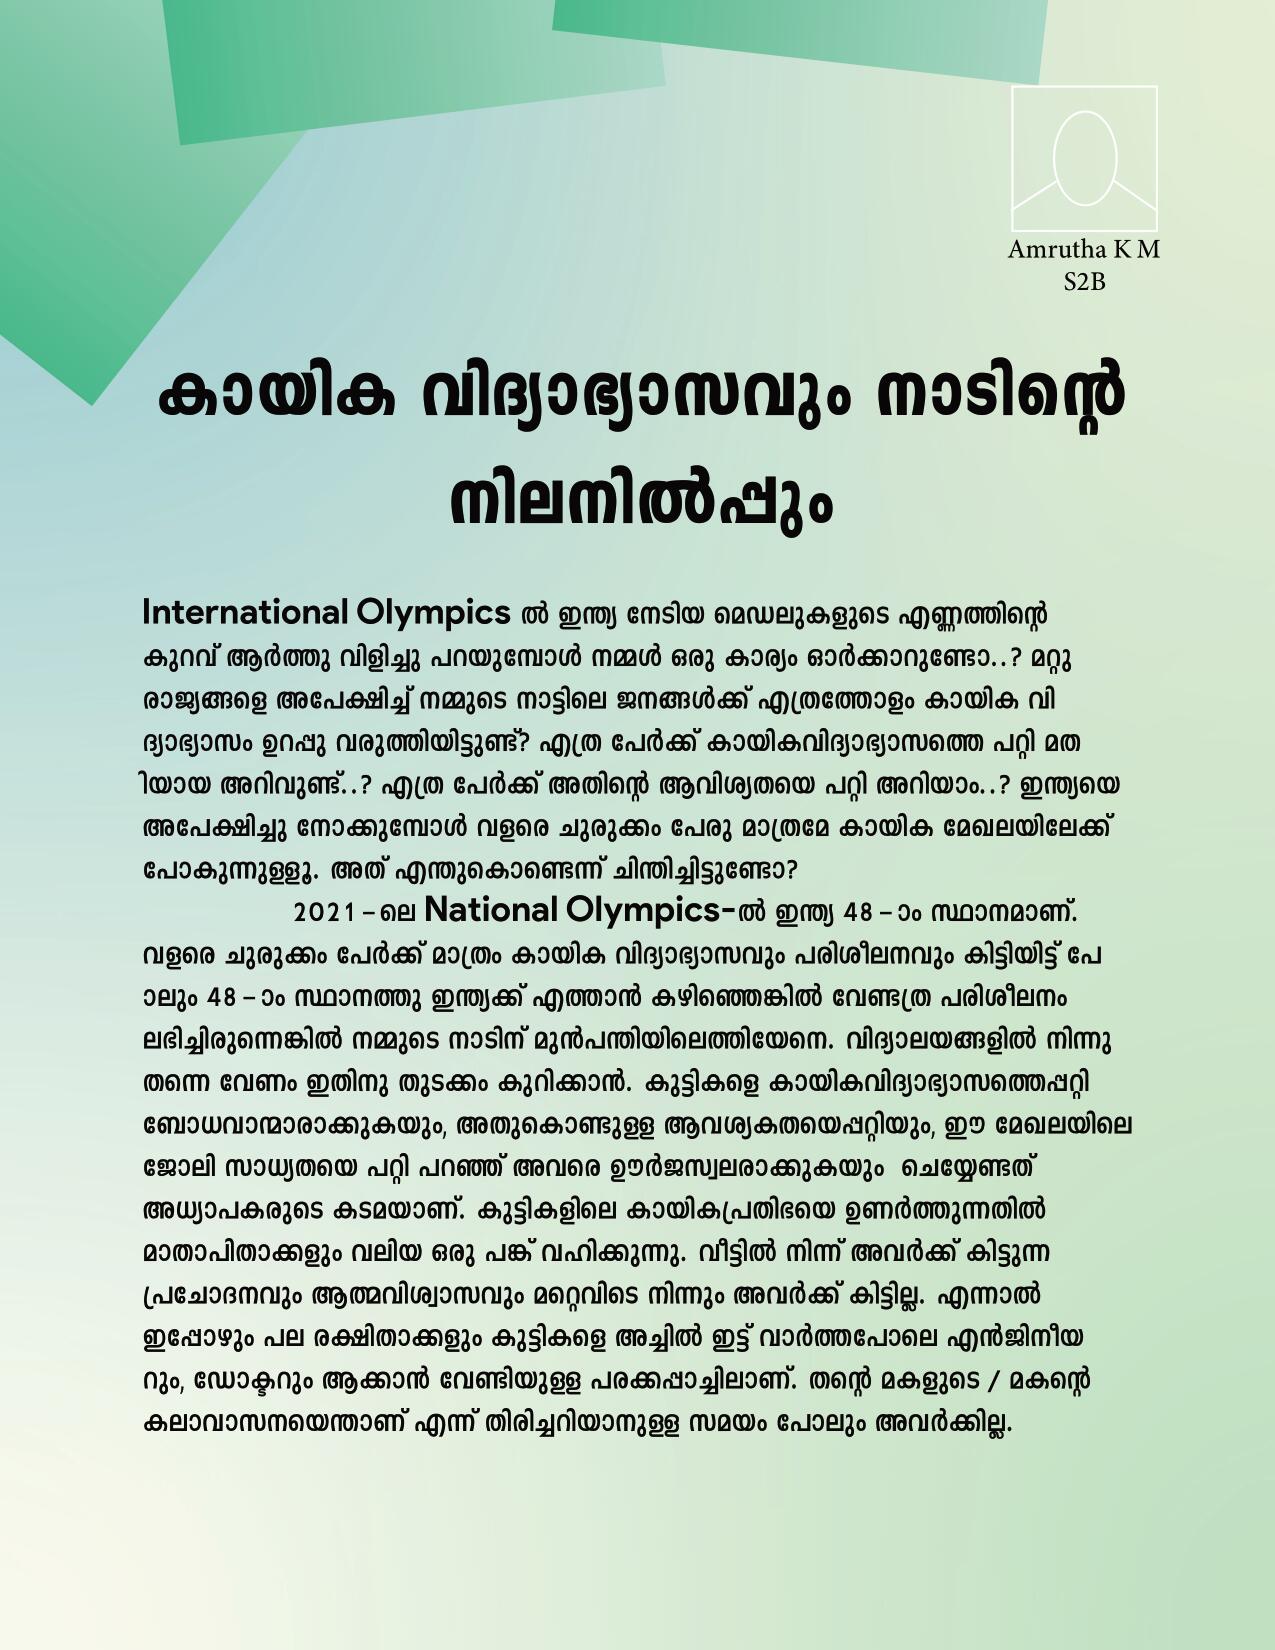 Amrutha K M
S2B
കായിക വിദ്യാഭ്യാസവും നാടിന്റെ
നിലനിൽപ്പും
International Olympics ൽ ഇന്ത്യ നേടിയ മെഡലുകളുടെ എണ്ണത്തിന്റെ
കുറവ് ആർത്തു വിളിച്ചു പറയുമ്പോൾ നമ്മൾ ഒരു കാര്യം ഓർക്കാറുണ്ടോ..? മറ്റു
രാജ്യങ്ങളെ അപേക്ഷിച്ച് നമ്മുടെ നാട്ടിലെ ജനങ്ങൾക്ക് എത്രത്തോളം കായിക വി
ദ്യാഭ്യാസം ഉറപ്പു വരുത്തിയിട്ടുണ്ട്? എത്ര പേർക്ക് കായികവിദ്യാഭ്യാസത്തെ പറ്റി മത
ിയായ അറിവുണ്ട്..? എത്ര പേർക്ക് അതിന്റെ ആവിശ്യതയെ പറ്റി അറിയാം..? ഇന്ത്യയെ
അപേക്ഷിച്ചു നോക്കുമ്പോൾ വളരെ ചുരുക്കം പേരു മാത്രമേ കായിക മേഖലയിലേക്ക്
പോകുന്നുള്ളൂ. അത് എന്തുകൊണ്ടെന്ന് ചിന്തിച്ചിട്ടുണ്ടോ?
2021-ലെ National Olympics-ൽ ഇന്ത്യ 48-ാം സ്ഥാനമാണ്.
വളരെ ചുരുക്കം പേർക്ക് മാത്രം കായിക വിദ്യാഭ്യാസവും പരിശീലനവും കിട്ടിയിട്ട് പേ
ാലും 48-ാം സ്ഥാനത്തു ഇന്ത്യക്ക് എത്താൻ കഴിഞ്ഞെങ്കിൽ വേണ്ടത്ര പരിശീലനം
ലഭിച്ചിരുന്നെങ്കിൽ നമ്മുടെ നാടിന് മുൻപന്തിയിലെത്തിയേനെ. വിദ്യാലയങ്ങളിൽ നിന്നു
തന്നെ വേണം ഇതിനു തുടക്കം കുറിക്കാൻ. കുട്ടികളെ കായികവിദ്യാഭ്യാസത്തെപ്പറ്റി
ബോധവാന്മാരാക്കുകയും, അതുകൊണ്ടുള്ള ആവശ്യകതയെപ്പറ്റിയും, ഈ മേഖലയിലെ
ജോലി സാധ്യതയെ പറ്റി പറഞ്ഞ് അവരെ ഊർജസ്വലരാക്കുകയും ചെയ്യേണ്ടത്
അധ്യാപകരുടെ കടമയാണ്. കുട്ടികളിലെ കായികപ്രതിഭയെ ഉണർത്തുന്നതിൽ
മാതാപിതാക്കളും വലിയ ഒരു പങ്ക് വഹിക്കുന്നു. വീട്ടിൽ നിന്ന് അവർക്ക് കിട്ടുന്ന
പ്രചോദനവും ആത്മവിശ്വാസവും മറ്റെവിടെ നിന്നും അവർക്ക് കിട്ടില്ല. എന്നാൽ
ഇപ്പോഴും പല രക്ഷിതാക്കളും കുട്ടികളെ അച്ചിൽ ഇട്ട് വാർത്തപോലെ എൻജിനീയ
റും, ഡോക്ടറും ആക്കാൻ വേണ്ടിയുള്ള പരക്കപ്പാച്ചിലാണ്. തന്റെ മകളുടെ / മകന്റെ
കലാവാസനയെന്താണ് എന്ന് തിരിച്ചറിയാനുള്ള സമയം പോലും അവർക്കില്ല.